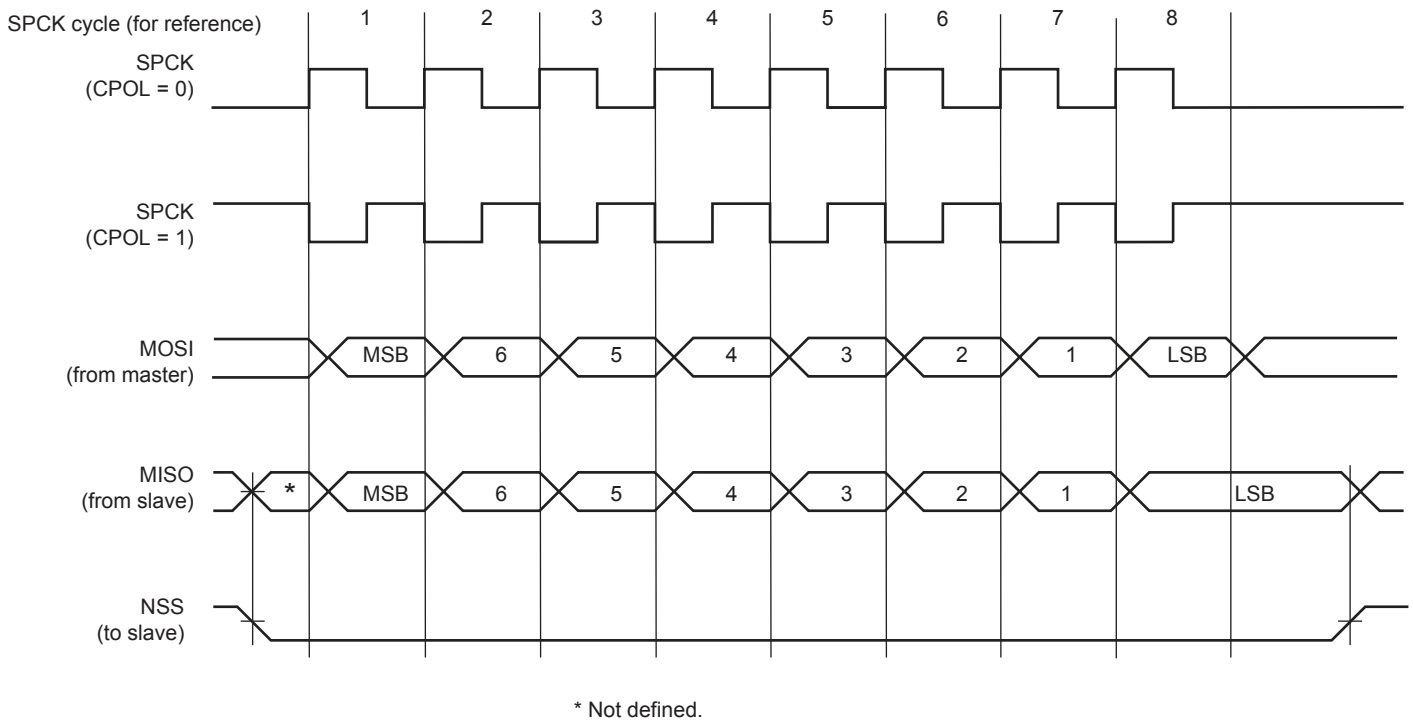 SPCK cycle (for reference)
1 2 3 4 5 6 7 8
SPCK
(CPOL = 0)
SPCK
(CPOL = 1)
MOSI
(from master)
MSB 6 5 4 3 2 1 LSB
MISO
(from slave)
* MSB 6 5 4 3 2 1 LSB
NSS
(to slave)
* Not defined.